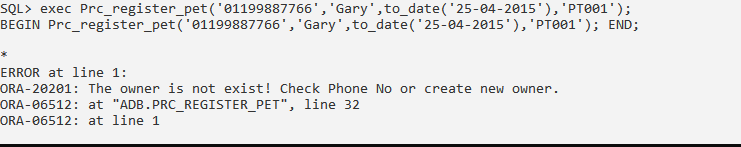 SQL> exec Prc_register_pet('01199887766','Gary',to_date('25-04-2015'),'PT001');
BEGIN Prc_register_pet('01199887766','Gary',to_date('25-04-2015'),'PT001'); END;
*
ERROR at line 1:
ORA-20201: The owner is not exist! Check Phone No or create new owner.
ORA-06512: at "ADB.PRC_REGISTER_PET", line 32
ORA-06512: at line 1